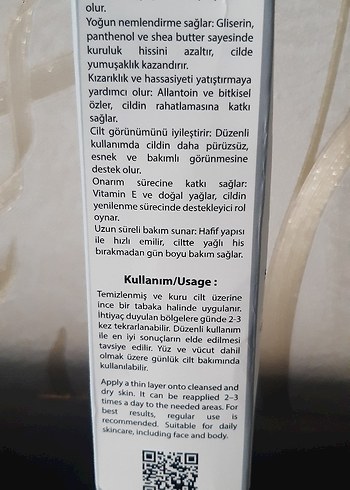 olur.
Yoğun nemlendirme sağlar: Gliserin,
panthenol ve shea butter sayesinde
kuruluk hissini azaltır, cilde
yumuşaklık kazandırır.
Kızarıklık ve hassasiyeti yatıştırmaya
yardımcı olur: Allantoin ve bitkisel
özler, cildin rahatlamasına katkı
sağlar.
Cilt görünümünü iyileştirir: Düzenli
kullanımda cildin daha pürüzsüz,
esnek ve bakımlı görünmesine
destek olur.
Onarım sürecine katkı sağlar:
Vitamin E ve doğal yağlar, cildin
yenilenme sürecinde destekleyici rol
oynar.
Uzun süreli bakım sunar: Hafif yapısı
ile hızlı emilir, ciltte yağlı his
bırakmadan gün boyu bakım sağlar.
Kullanım/Usage :
Temizlenmiş ve kuru cilt üzerine
ince bir tabaka halinde uygulanır.
İhtiyaç duyulan bölgelere günde 2-3
kez tekrarlanabilir. Düzenli kullanım
ile en iyi sonuçların elde edilmesi
tavsiye edilir. Yüz ve vücut dahil
olmak üzere günlük cilt bakımında
kullanılabilir.
Apply a thin layer onto cleansed and
dry skin. It can be reapplied 2–3
times a day to the needed areas. For
best results, regular use is
recommended. Suitable for daily
skincare, including face and body.